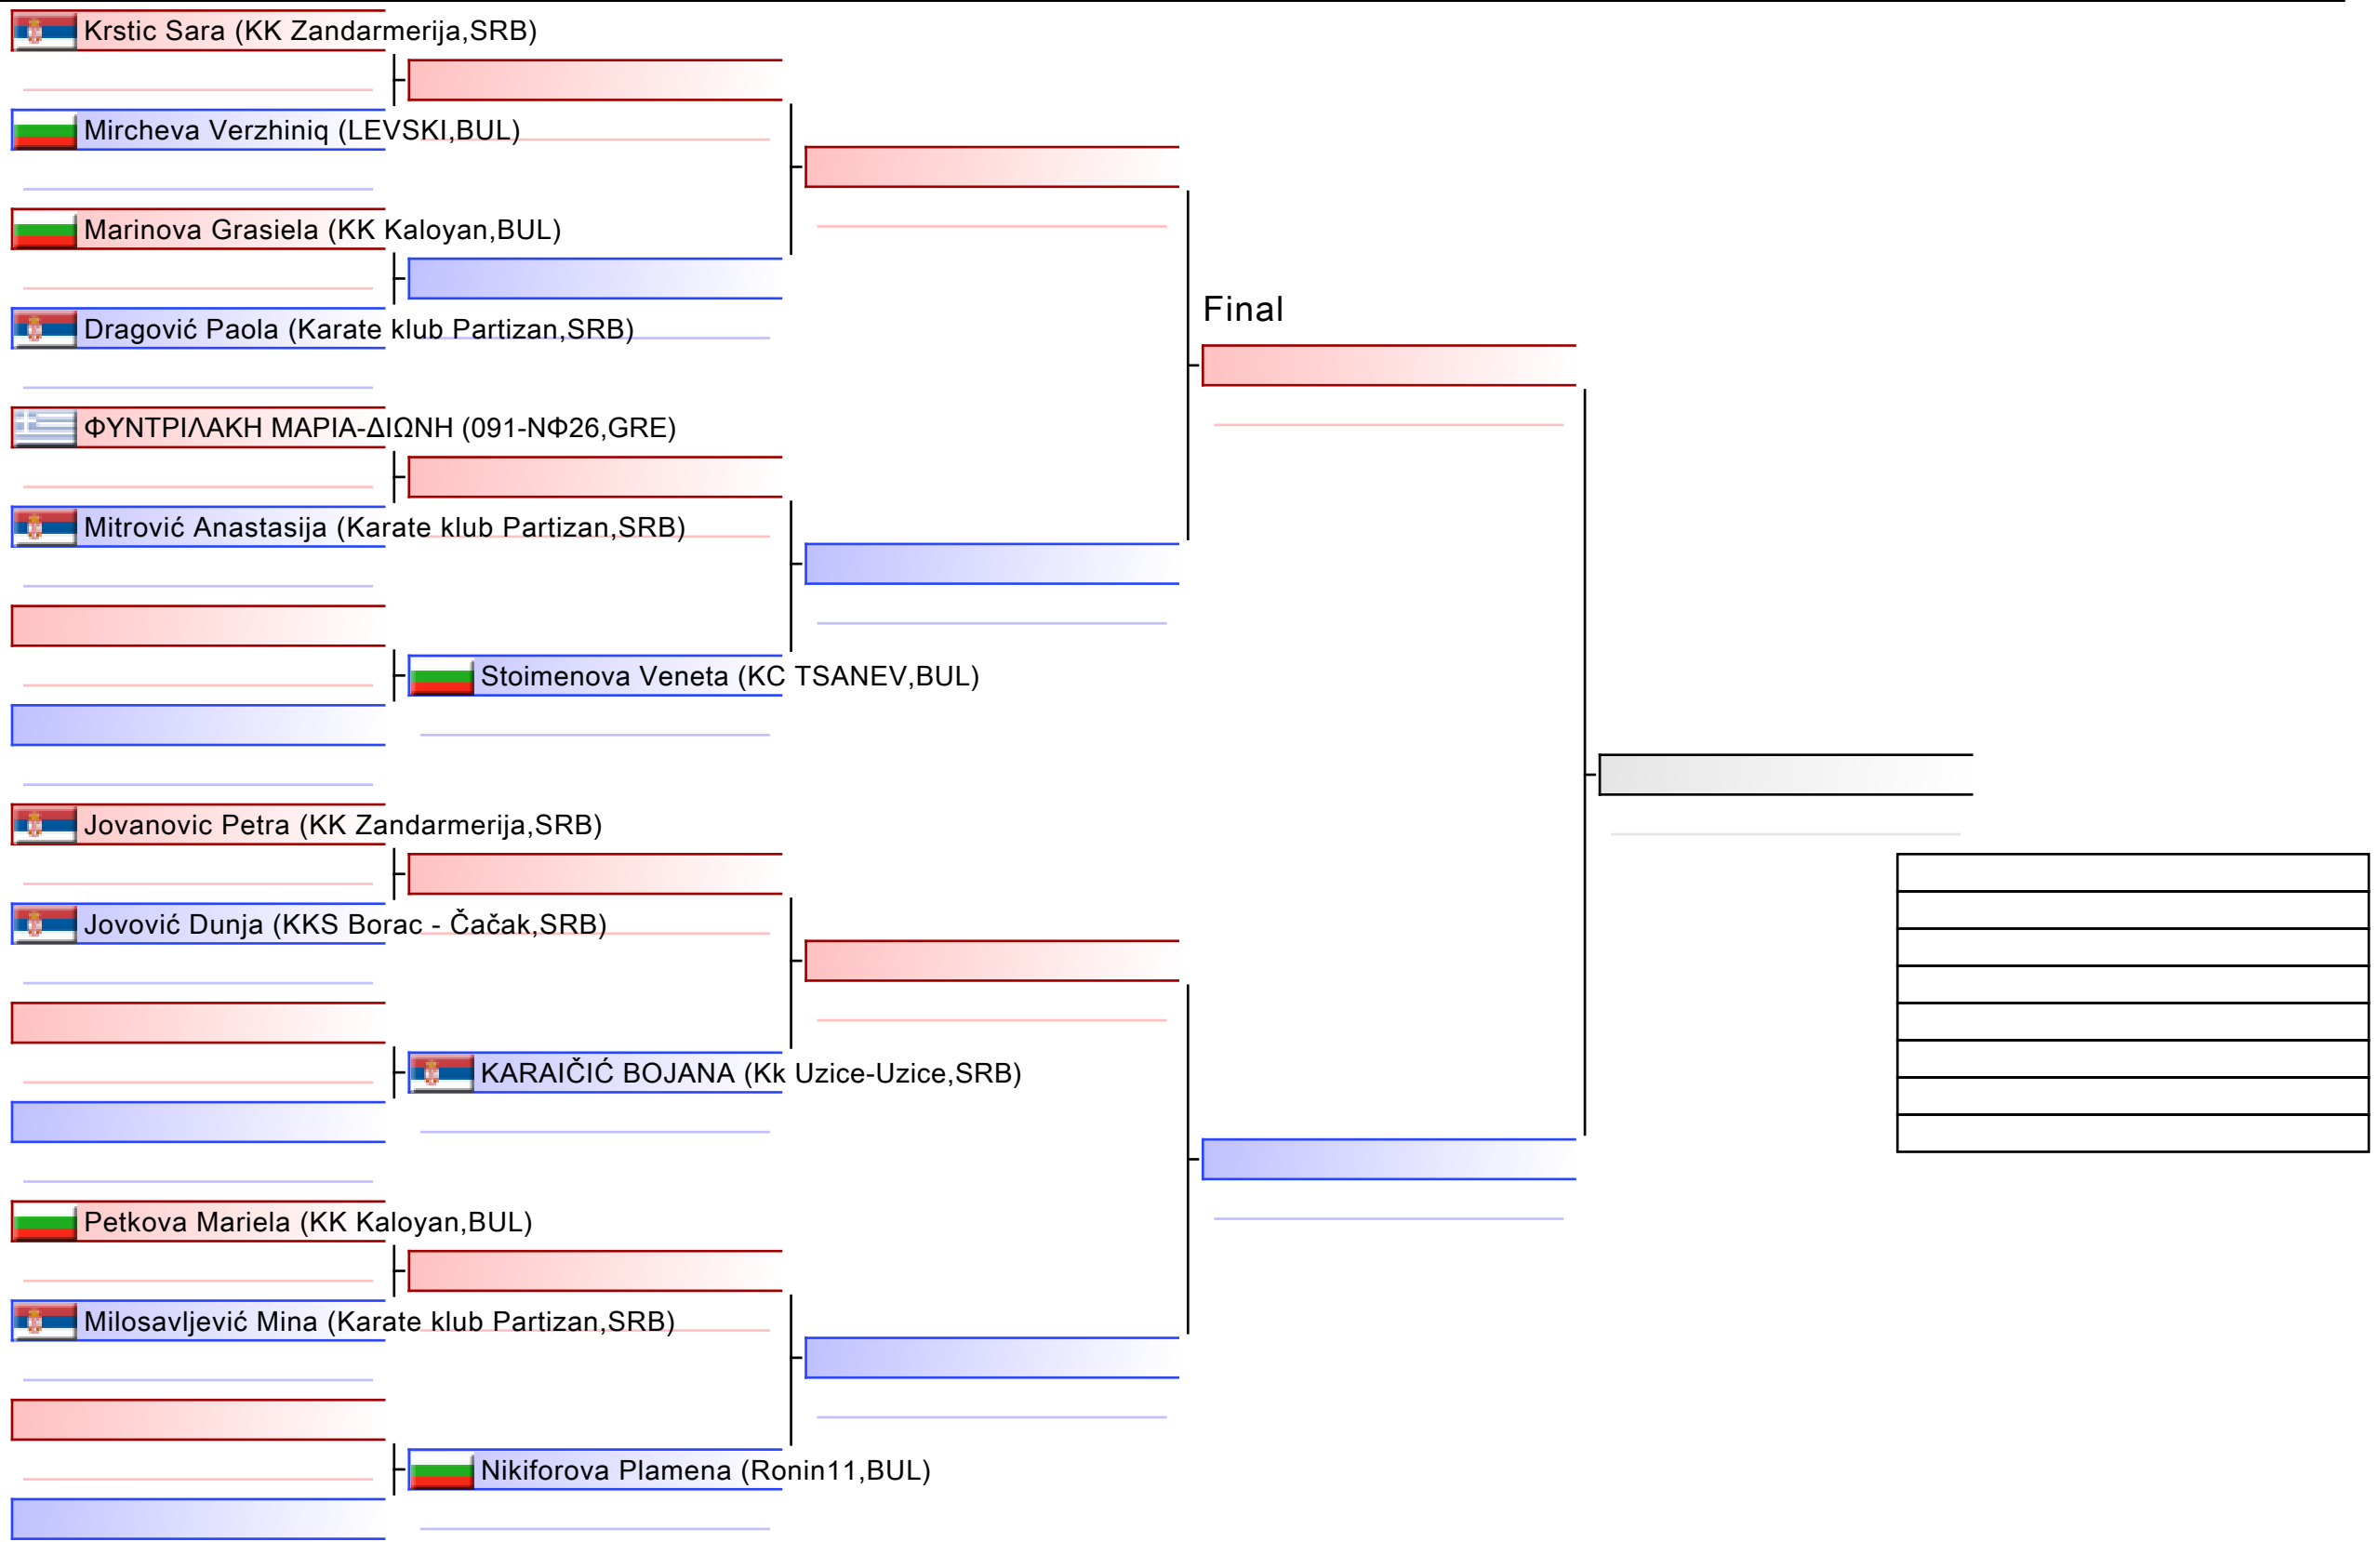 Krstic Sara (KK Zandarmerija,SRB)
Mircheva Verzhiniq (LEVSKI,BUL)
Marinova Grasiela (KK Kaloyan,BUL)
Final
Dragović Paola (Karate klub Partizan,SRB)
ΦΥΝΤΡΙΛΑΚΗ ΜΑΡΙΑ-ΔΙΩΝΗ (091-ΝΦ26,GRE)
Mitrović Anastasija (Karate klub Partizan,SRB)
Stoimenova Veneta (KC TSANEV,BUL)
Jovanovic Petra (KK Zandarmerija,SRB)
Jovović Dunja (KKS Borac - Čačak,SRB)
KARAIČIĆ BOJANA (Kk Uzice-Uzice,SRB)
Petkova Mariela (KK Kaloyan,BUL)
Milosavljević Mina (Karate klub Partizan,SRB)
Nikiforova Plamena (Ronin11,BUL)